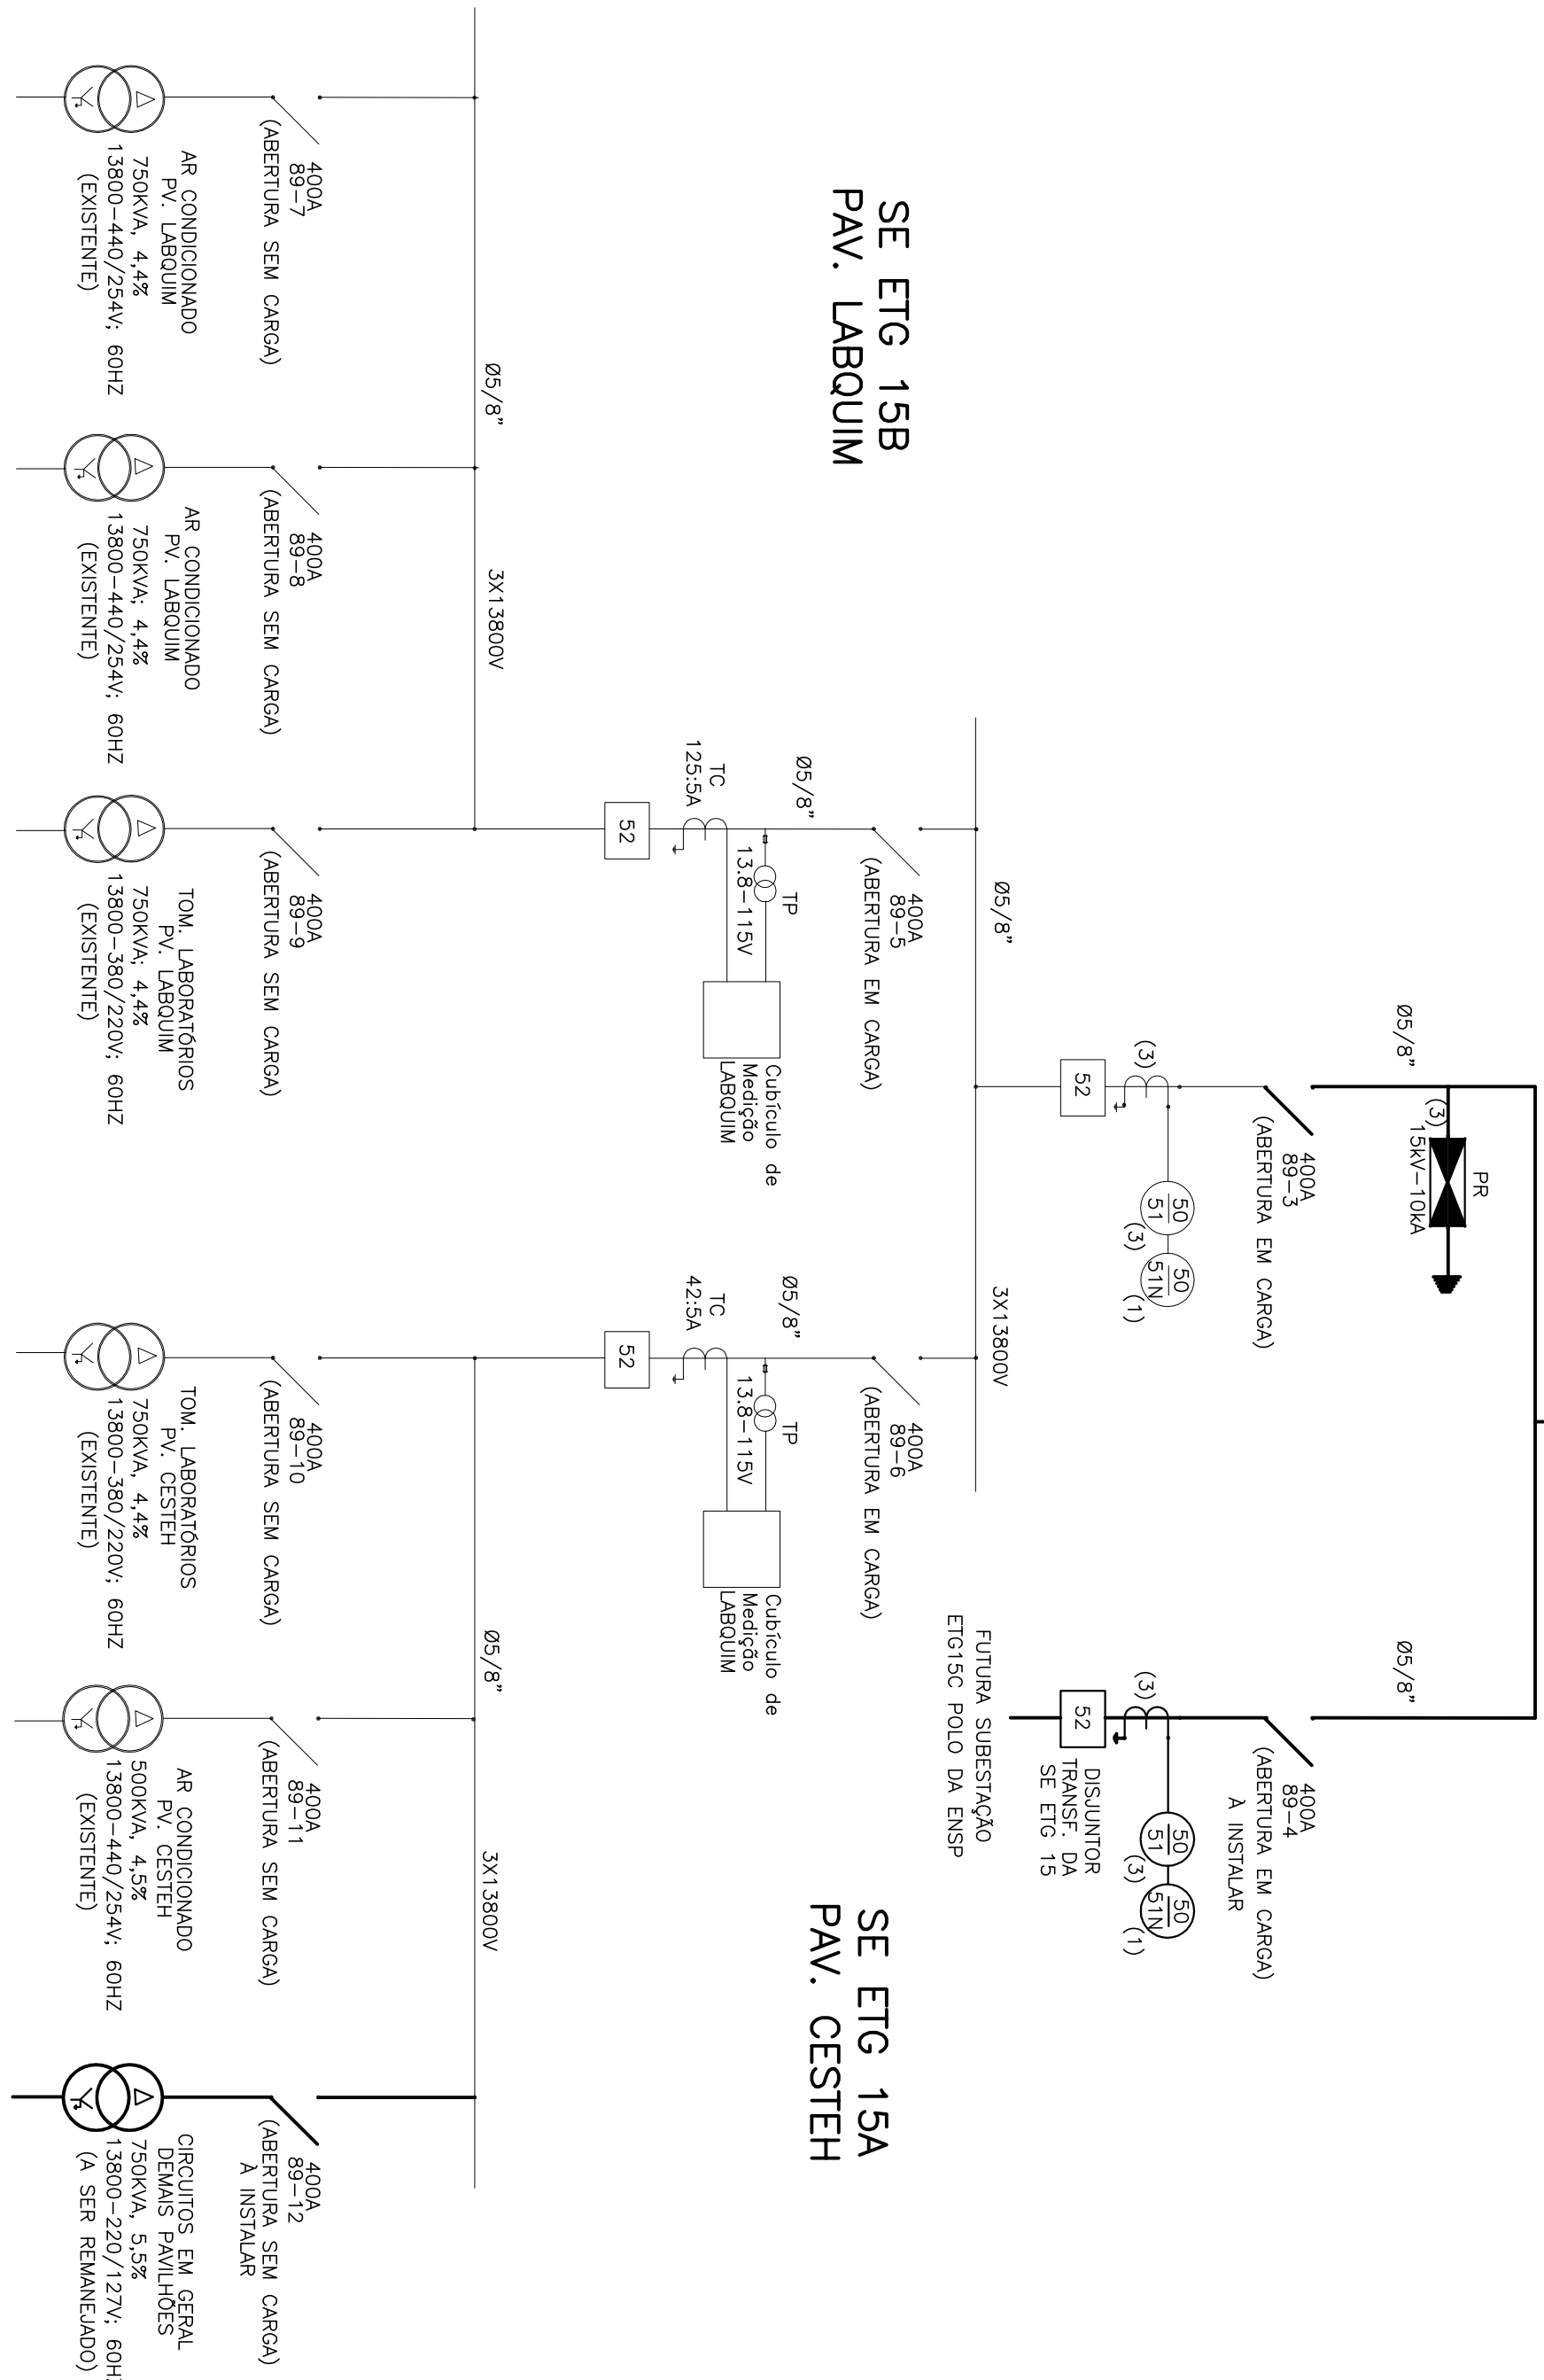 Ø5/8"
PR
(3)
15kV-10kA
400A
89-3
(ABERTURA EM CARGA)
(3)
52
50
51
(3)
50
51N
(1)
Ø5/8"
400A
89-4
(ABERTURA EM CARGA)
À INSTALAR
(3)
52
50
51
(3)
50
51N
(1)
DISJUNTOR
TRANSF. DA
SE ETG 15
FUTURA SUBESTAÇÃO
ETG15C POLO DA ENSP
Ø5/8"
3X13800V
SE ETG 15B
PAV. LABQUIM
SE ETG 15A
PAV. CESTEH
400A
89-5
(ABERTURA EM CARGA)
Ø5/8"
TP
13.8-115V
TC
125:5A
Cubículo de
Medição
LABQUIM
52
400A
89-6
(ABERTURA EM CARGA)
Ø5/8"
TP
13.8-115V
TC
42:5A
Cubículo de
Medição
LABQUIM
52
Ø5/8"
3X13800V
Ø5/8"
3X13800V
400A
89-7
(ABERTURA SEM CARGA)
AR CONDICIONADO
PV. LABQUIM
750KVA, 4,4%
13800-440/254V; 60HZ
(EXISTENTE)
400A
89-8
(ABERTURA SEM CARGA)
AR CONDICIONADO
PV. LABQUIM
750KVA; 4,4%
13800-440/254V; 60HZ
(EXISTENTE)
400A
89-9
(ABERTURA SEM CARGA)
TOM. LABORATÓRIOS
PV. LABQUIM
750KVA; 4,4%
13800-380/220V; 60HZ
(EXISTENTE)
400A
89-10
(ABERTURA SEM CARGA)
TOM. LABORATÓRIOS
PV. CESTEH
750KVA, 4,4%
13800-380/220V; 60HZ
(EXISTENTE)
400A
89-11
(ABERTURA SEM CARGA)
AR CONDICIONADO
PV. CESTEH
500KVA, 4,5%
13800-440/254V; 60HZ
(EXISTENTE)
400A
89-12
(ABERTURA SEM CARGA)
À INSTALAR
CIRCUITOS EM GERAL
DEMAIS PAVILHÕES
750KVA, 5,5%
13800-220/127V; 60HZ
(A SER REMANEJADO)